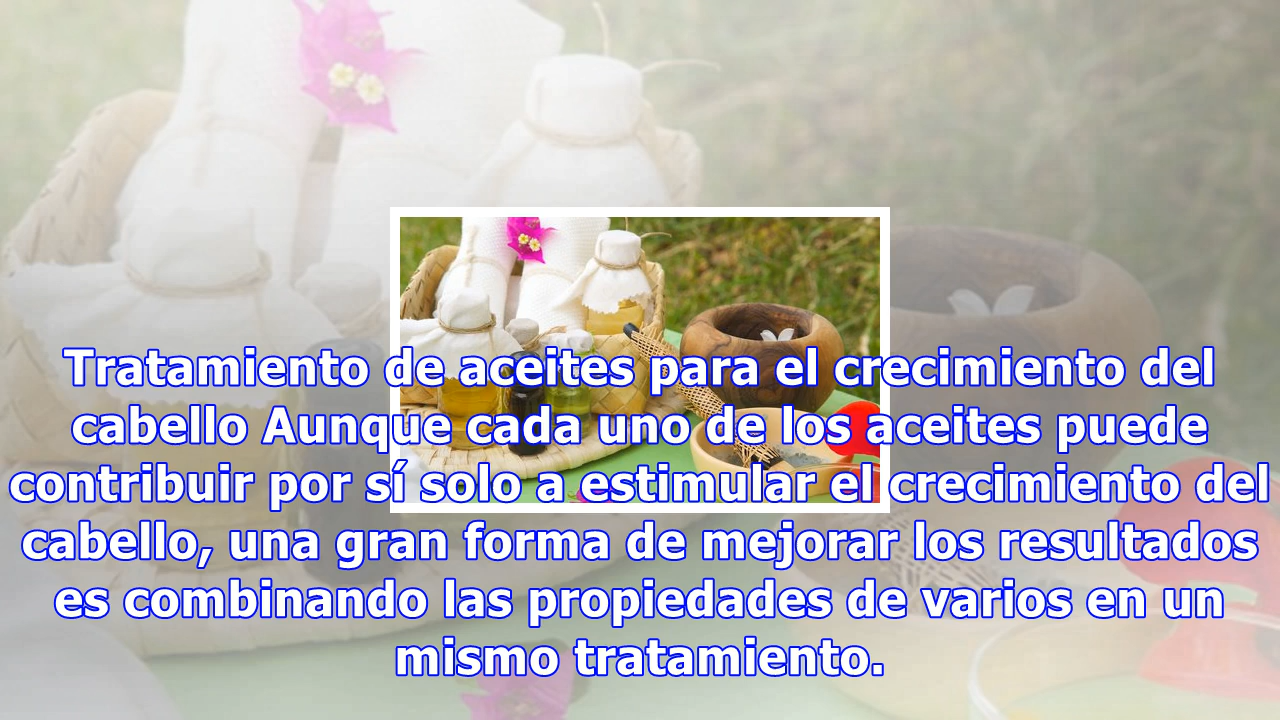 Tratamiento de aceites para el crecimiento del
cabello Aunque cada uno de los aceites puede
contribuir por sí solo a estimular el crecimiento del
cabello, una gran forma de mejorar los resultados
es combinando las propiedades de varios en un
mismo tratamiento.